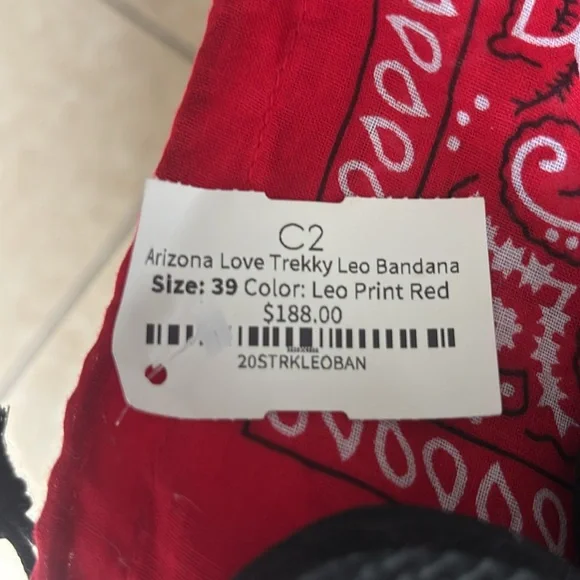 C2
Arizona Love Trekky Leo Bandana
Size: 39 Color: Leo Print Red
$188.00
20STRKLEOBAN